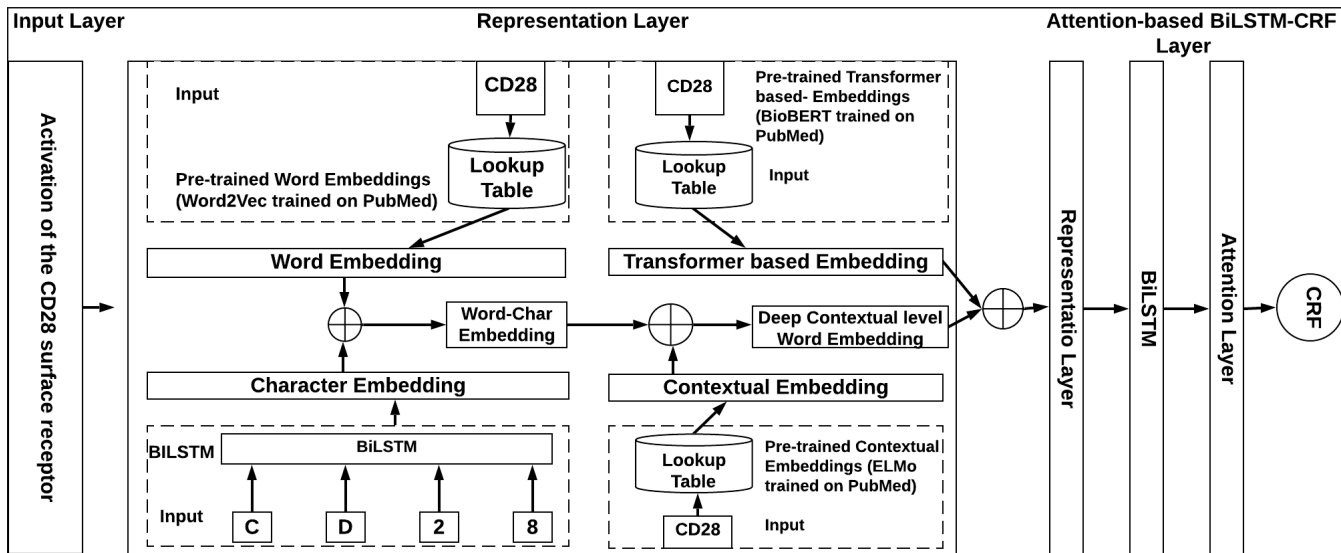 Input Layer
Representation Layer
Attention-based BiLSTM-CRF
Layer
Activation of the CD28 surface receptor
Input
CD28
Lookup
Table
Pre-trained Word Embeddings
(Word2Vec trained on PubMed)
CD28
Pre-trained Transformer
based- Embeddings
(BioBERT trained on
PubMed)
Lookup
Table
Input
Word Embedding
Transformer based Embedding
Word-Char
Embedding
Deep Contextual level
Word Embedding
Character Embedding
Contextual Embedding
BILSTM
BiLSTM
Input
C
D
2
8
Lookup
Table
Pre-trained Contextual
Embeddings (ELMo
trained on PubMed)
CD28
Input
Representatio Layer
BiLSTM
Attention Layer
CRF